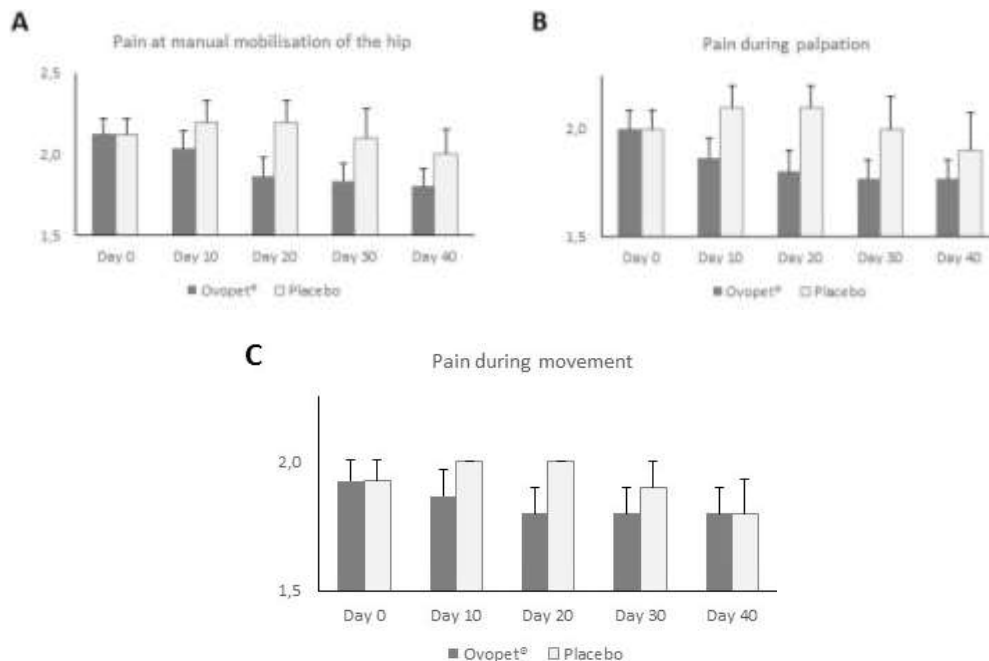 A
Pain at manual mobilisation of the hip
2,5
2,0
1,5
Day 0 Day 10 Day 20 Day 30 Day 40
Ovopet® Placebo
B
Pain during palpation
2,0
1,5
Day 0 Day 10 Day 20 Day 30 Day 40
Ovopet® Placebo
C
Pain during movement
2,0
1,5
Day 0 Day 10 Day 20 Day 30 Day 40
Ovopet® Placebo